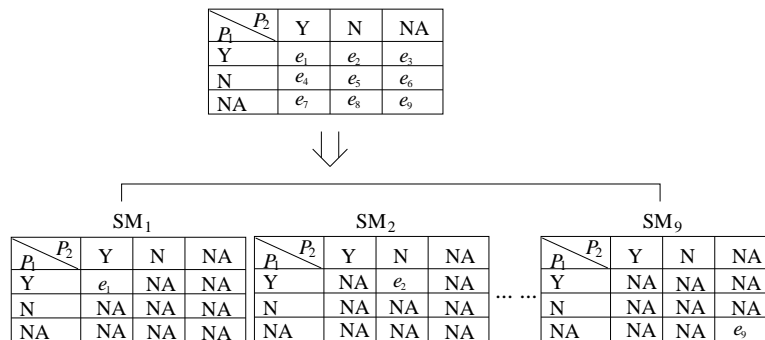 P1 P2 Y N NA
Y e1 e2 e3
N e4 e5 e6
NA e7 e8 e9
SM1 SM2 SM9
P1 P2 Y N NA P1 P2 Y N NA P1 P2 Y N NA
Y e1 NA NA Y NA e2 NA Y NA NA NA
N NA NA NA N NA NA NA ... ... N NA NA NA
NA NA NA NA NA NA NA NA NA NA NA e9